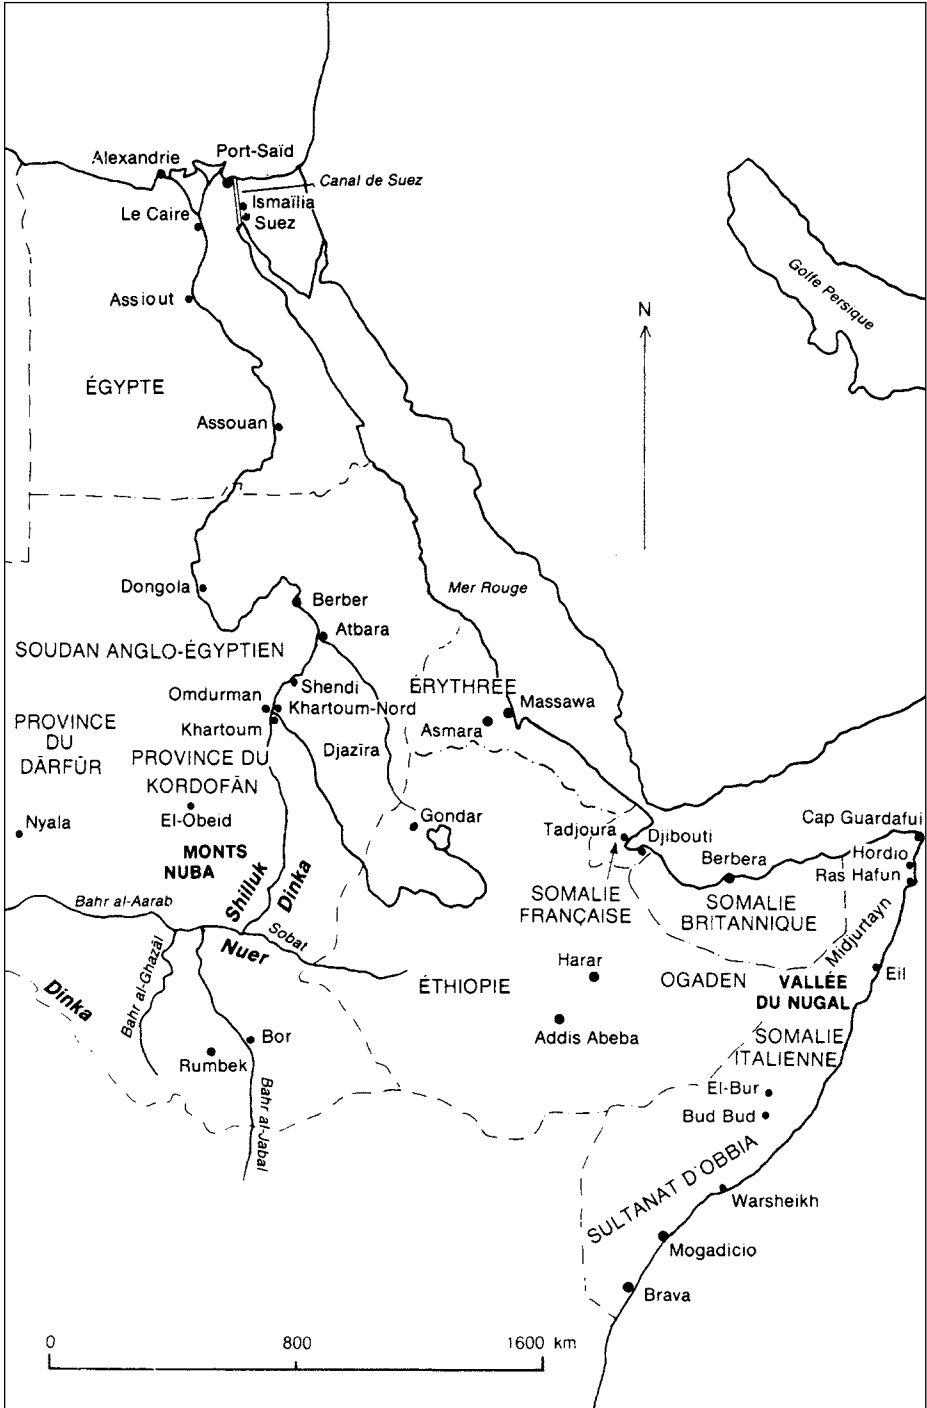 Alexandrie
Port-Saïd
Canal de Suez
Ismaïlia
Suez
Le Caire
Assiout
Golfe Persique
N
ÉGYPTE
Assouan
Dongola
Mer Rouge
Berber
Atbara
SOUDAN ANGLO-ÉGYPTIEN
Shendi
ÉRYTHRÉE
Omdurman
Khartoum-Nord
Massawa
Khartoum
Asmara
PROVINCE
DU
DĀRFŪR
PROVINCE DU
KORDOFĀN
Djazīra
El-Obeid
Nyala
Gondar
Tadjoura
Djibouti
Cap Guardafui
Hordio
Ras Hafun
Berbera
MONTS
NUBA
Shilluk
Dinka
SOMALIE
FRANÇAISE
SOMALIE
BRITANNIQUE
Midjurtayn
Bahr al-Aarab
Sobat
Nuer
Bahr al-Ghazāl
Dinka
Harar
ÉTHIOPIE
OGADEN
VALLÉE
DU NUGAL
Eil
Addis Abeba
Bor
Rumbek
Bahr al-Jabal
SOMALIE
ITALIENNE
El-Bur
Bud Bud
SULTANAT D'OBBIA
Warsheikh
Mogadicio
Brava
0 800 1600 km